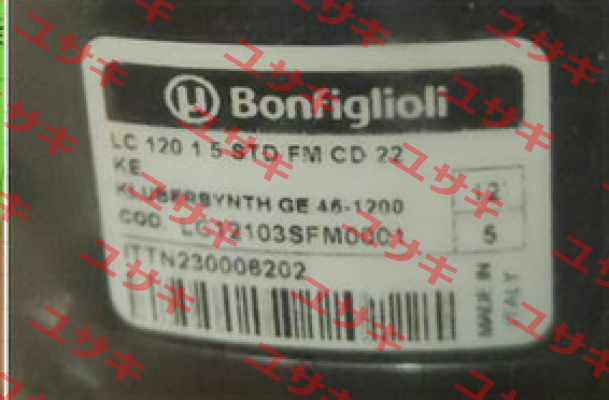 Bonfiglioli
LC 120 1 5 STD FM CD 22
KE
KLUBERSYNTH GE 46-1200
12
COD. LC12103SFM0001
5
ITTN230006202
MADE IN
ITALY
ユサキ